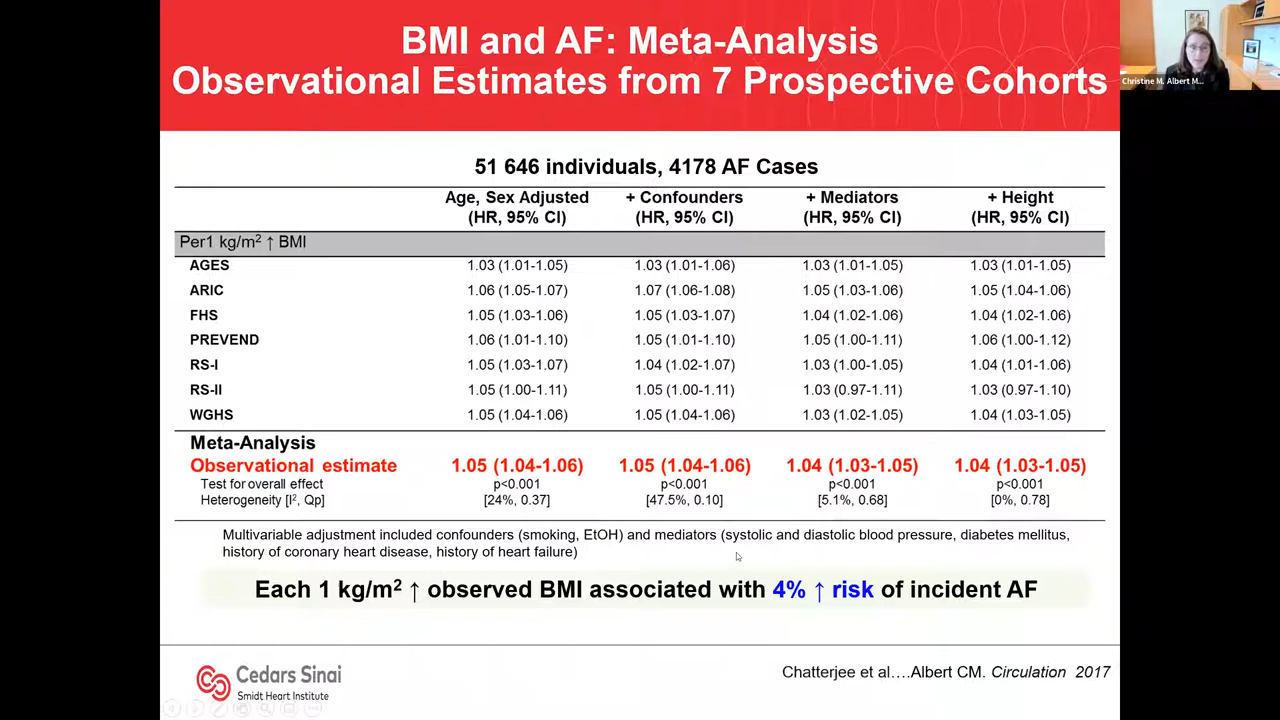 BMI and AF: Meta-Analysis
Observational Estimates from 7 Prospective Cohorts
Christine M. Albert M...
51 646 individuals, 4178 AF Cases
Age, Sex Adjusted + Confounders + Mediators + Height
(HR, 95% CI) (HR, 95% CI) (HR, 95% CI) (HR, 95% CI)
Per1 kg/m² ↑ BMI
AGES 1.03 (1.01-1.05) 1.03 (1.01-1.06) 1.03 (1.01-1.05) 1.03 (1.01-1.05)
ARIC 1.06 (1.05-1.07) 1.07 (1.06-1.08) 1.05 (1.03-1.06) 1.05 (1.04-1.06)
FHS 1.05 (1.03-1.06) 1.05 (1.03-1.07) 1.04 (1.02-1.06) 1.04 (1.02-1.06)
PREVEND 1.06 (1.01-1.10) 1.05 (1.01-1.10) 1.05 (1.00-1.11) 1.06 (1.00-1.12)
RS-I 1.05 (1.03-1.07) 1.04 (1.02-1.07) 1.03 (1.00-1.05) 1.04 (1.01-1.06)
RS-II 1.05 (1.00-1.11) 1.05 (1.00-1.11) 1.03 (0.97-1.11) 1.03 (0.97-1.10)
WGHS 1.05 (1.04-1.06) 1.05 (1.04-1.06) 1.03 (1.02-1.05) 1.04 (1.03-1.05)
Meta-Analysis
Observational estimate 1.05 (1.04-1.06) 1.05 (1.04-1.06) 1.04 (1.03-1.05) 1.04 (1.03-1.05)
Test for overall effect p<0.001 p<0.001 p<0.001 p<0.001
Heterogeneity [I², Qp] [24%, 0.37] [47.5%, 0.10] [5.1%, 0.68] [0%, 0.78]
Multivariable adjustment included confounders (smoking, EtOH) and mediators (systolic and diastolic blood pressure, diabetes mellitus,
history of coronary heart disease, history of heart failure)
Each 1 kg/m² ↑ observed BMI associated with 4% ↑ risk of incident AF
Cedars Sinai
Smidt Heart Institute
Chatterjee et al….Albert CM. Circulation 2017